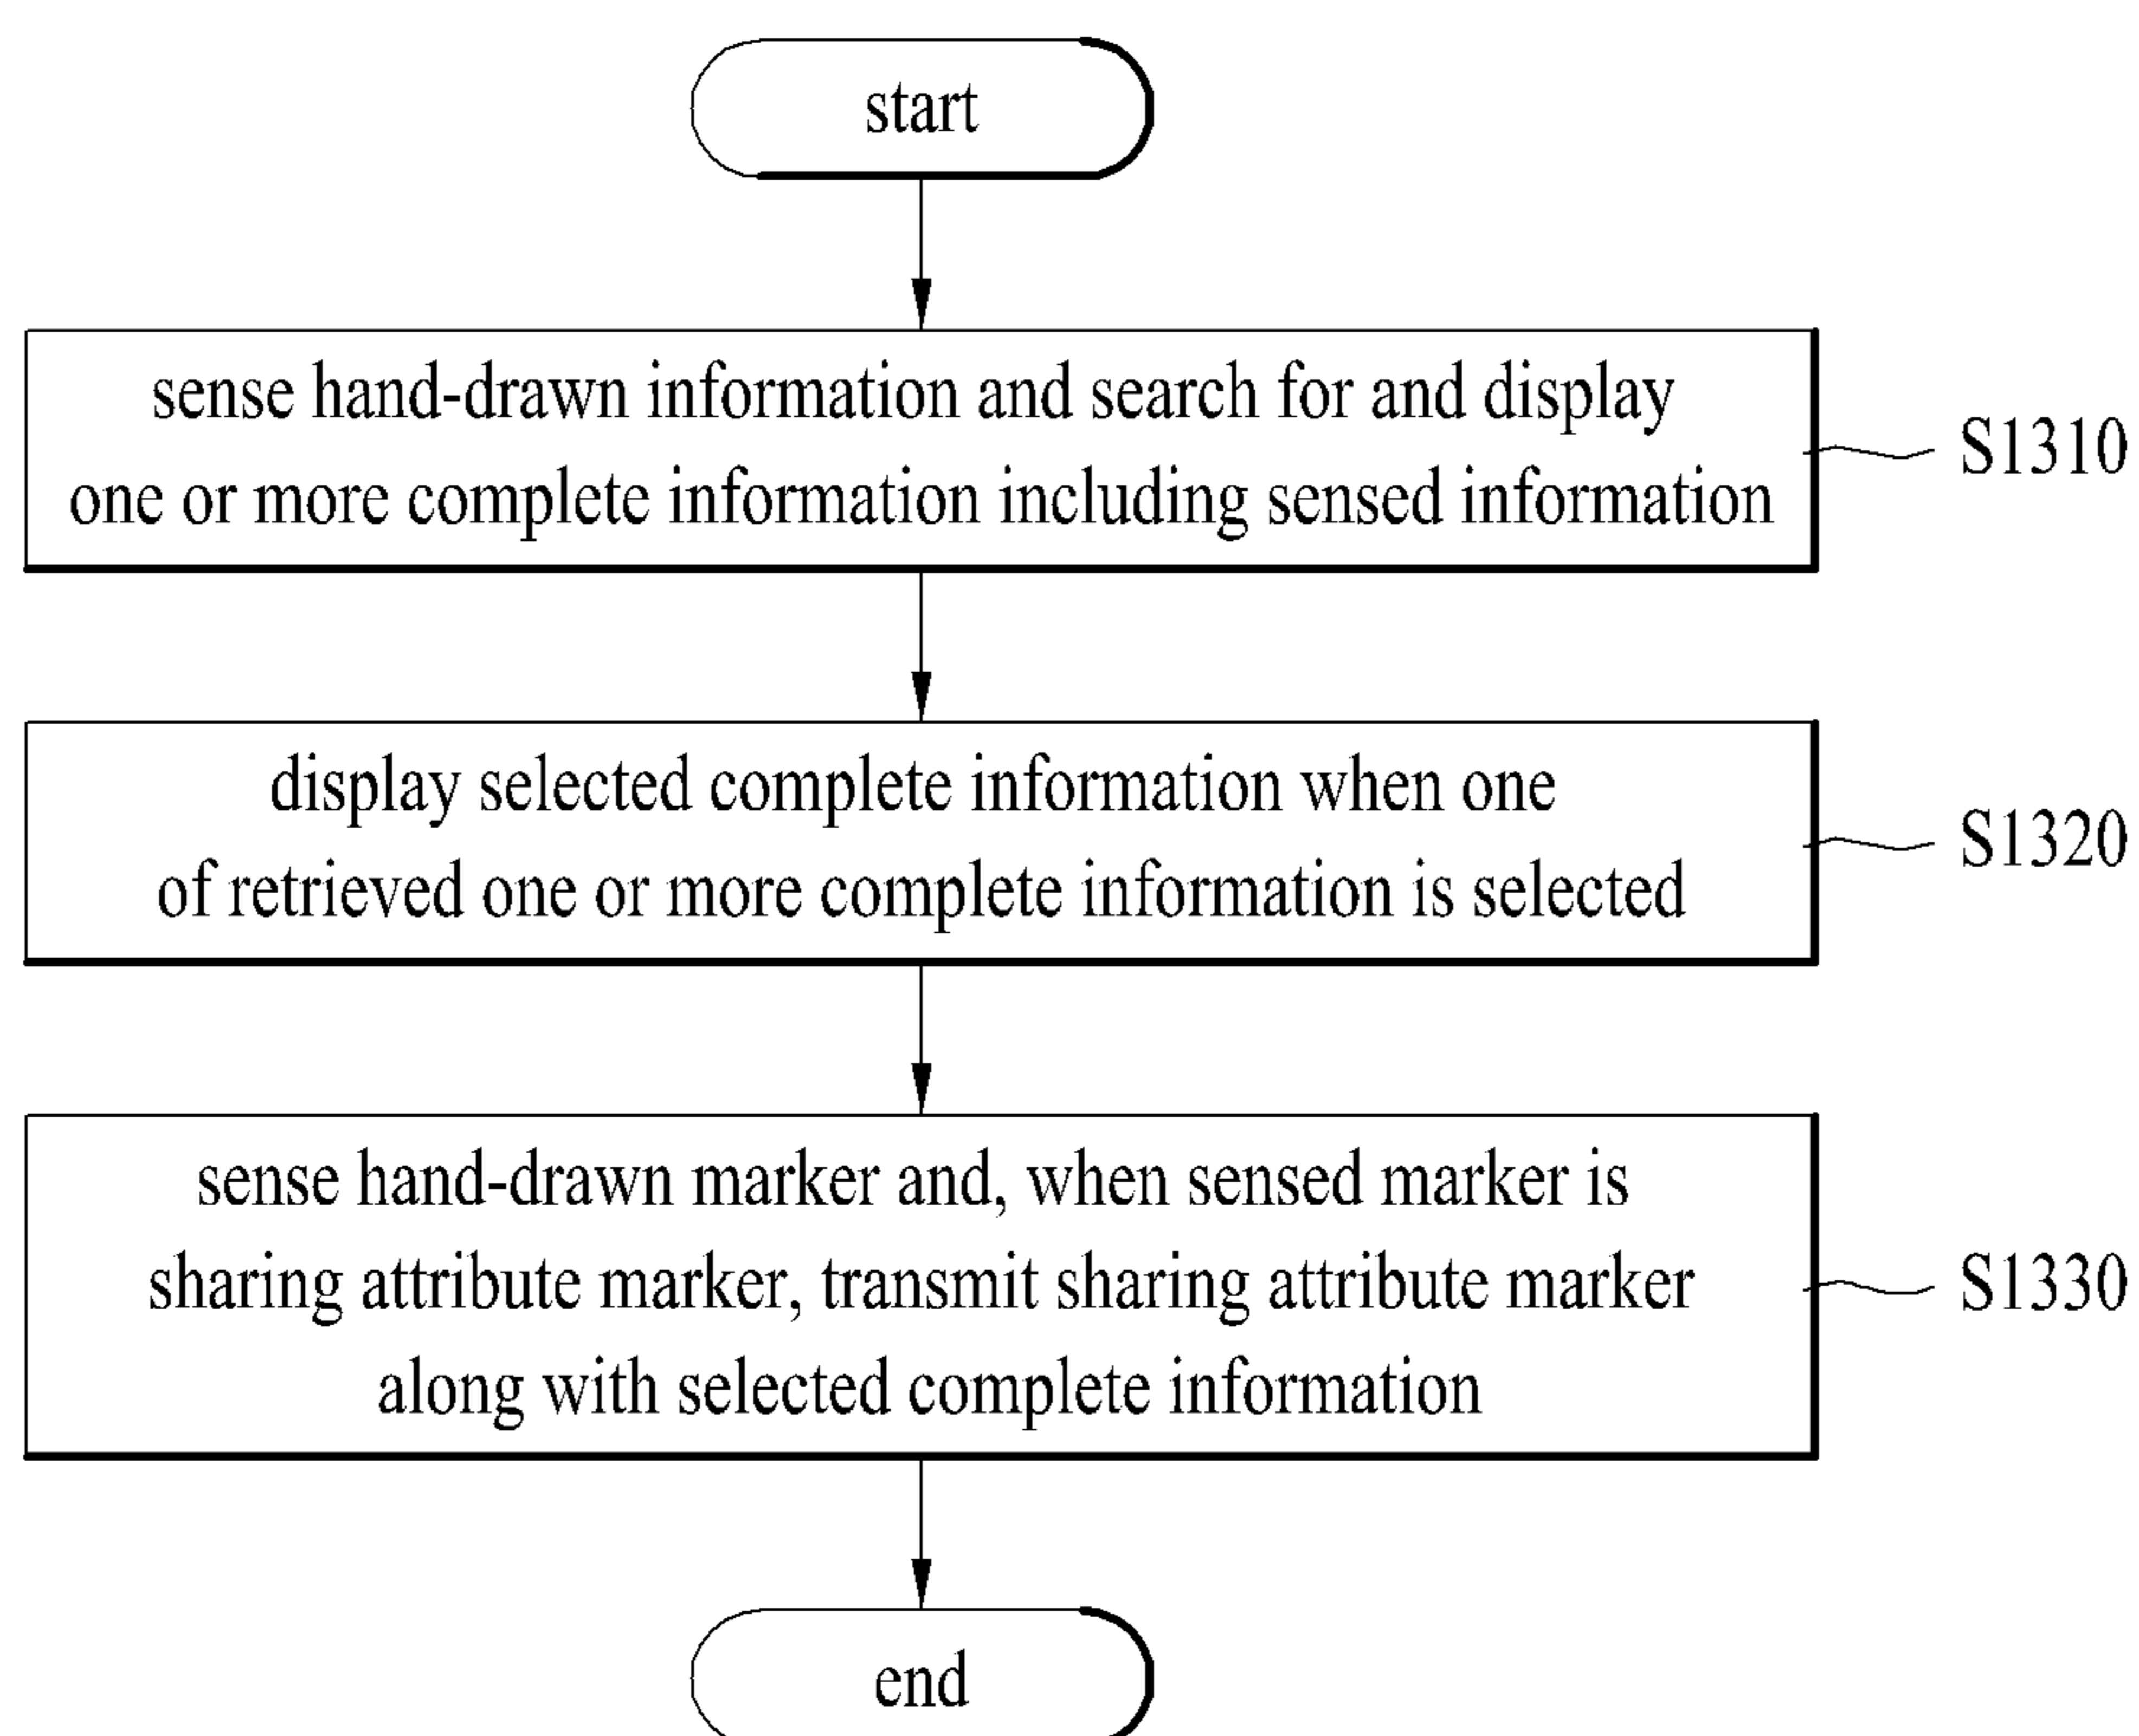 start
sense hand-drawn information and search for and display
one or more complete information including sensed information
S1310
display selected complete information when one
of retrieved one or more complete information is selected
S1320
sense hand-drawn marker and, when sensed marker is
sharing attribute marker, transmit sharing attribute marker
along with selected complete information
S1330
end